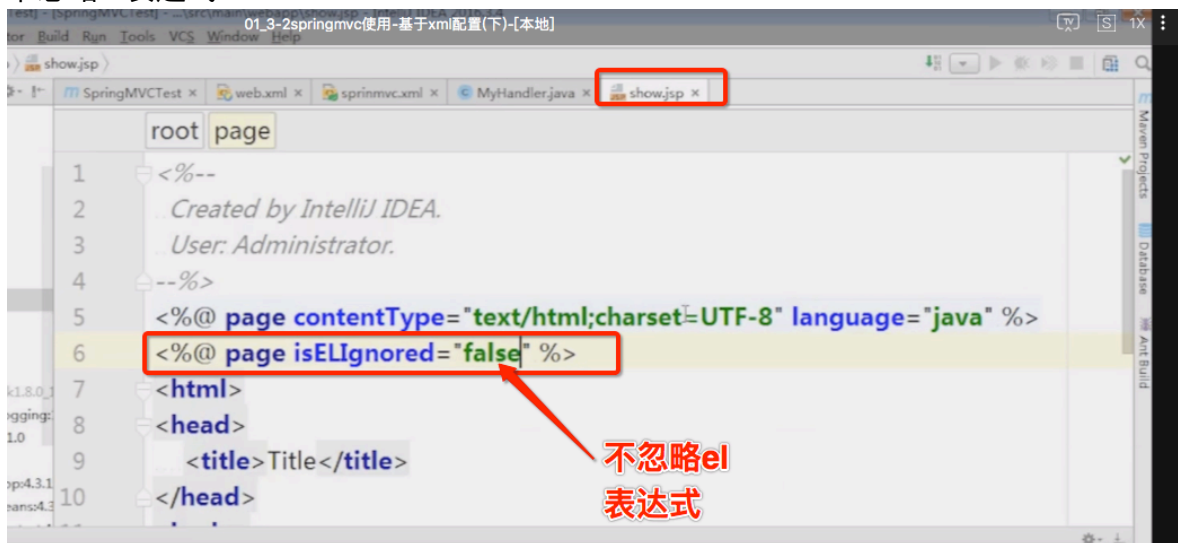 01_3-2springmvc使用-基于xml配置(下)-[本地]
1X
Build Run Tools VCS Window Help
show.jsp
SpringMVCTest × web.xml × sprinmvc.xml × MyHandler.java × show.jsp ×
root page
1 <%--
2 Created by IntelliJ IDEA.
3 User: Administrator.
4 --%>
5 <%@ page contentType="text/html;charset=UTF-8" language="java" %>
6 <%@ page isELIgnored="false" %>
7 <html>
8 <head>
9 <title>Title</title>
10 </head>
不忽略el
表达式
Maven Projects
Database
Ant Build